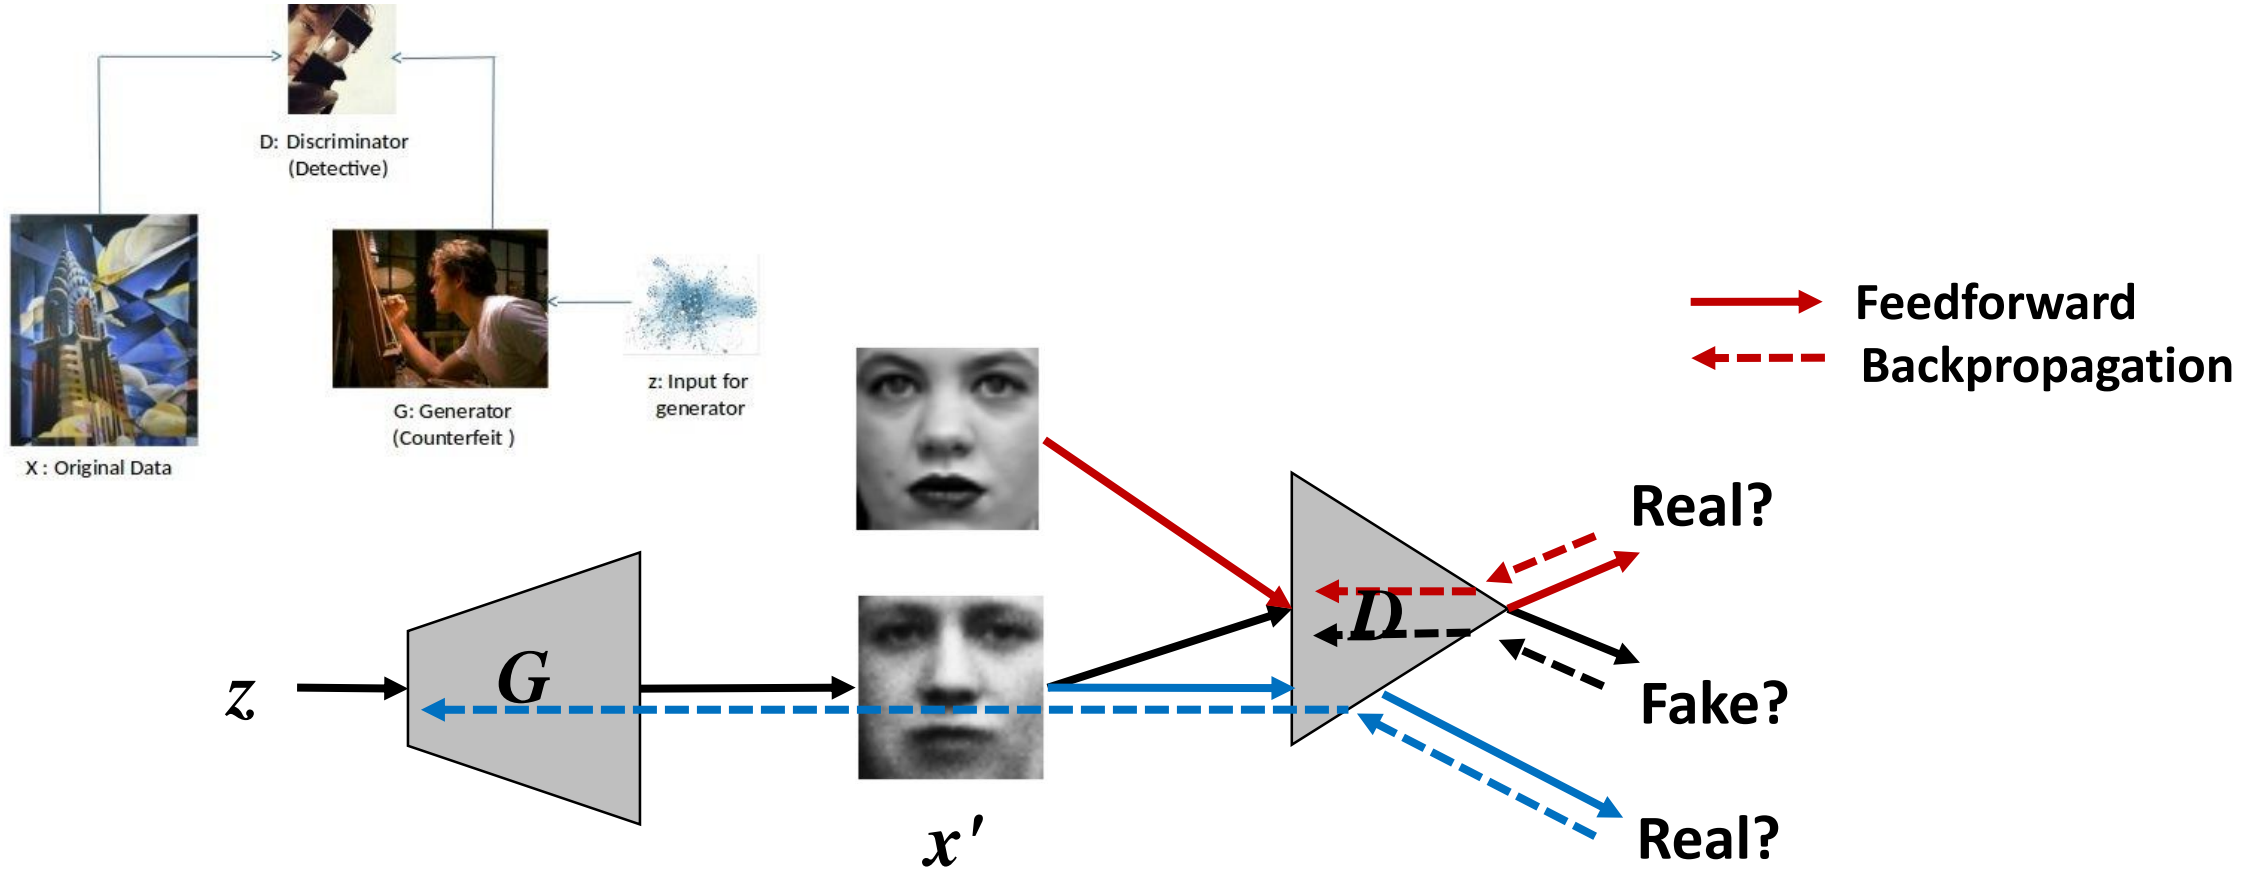 D: Discriminator
(Detective)
X : Original Data
G: Generator
(Counterfeit )
z: Input for
generator
Feedforward
Backpropagation
z
G
x'
D
Real?
Fake?
Real?